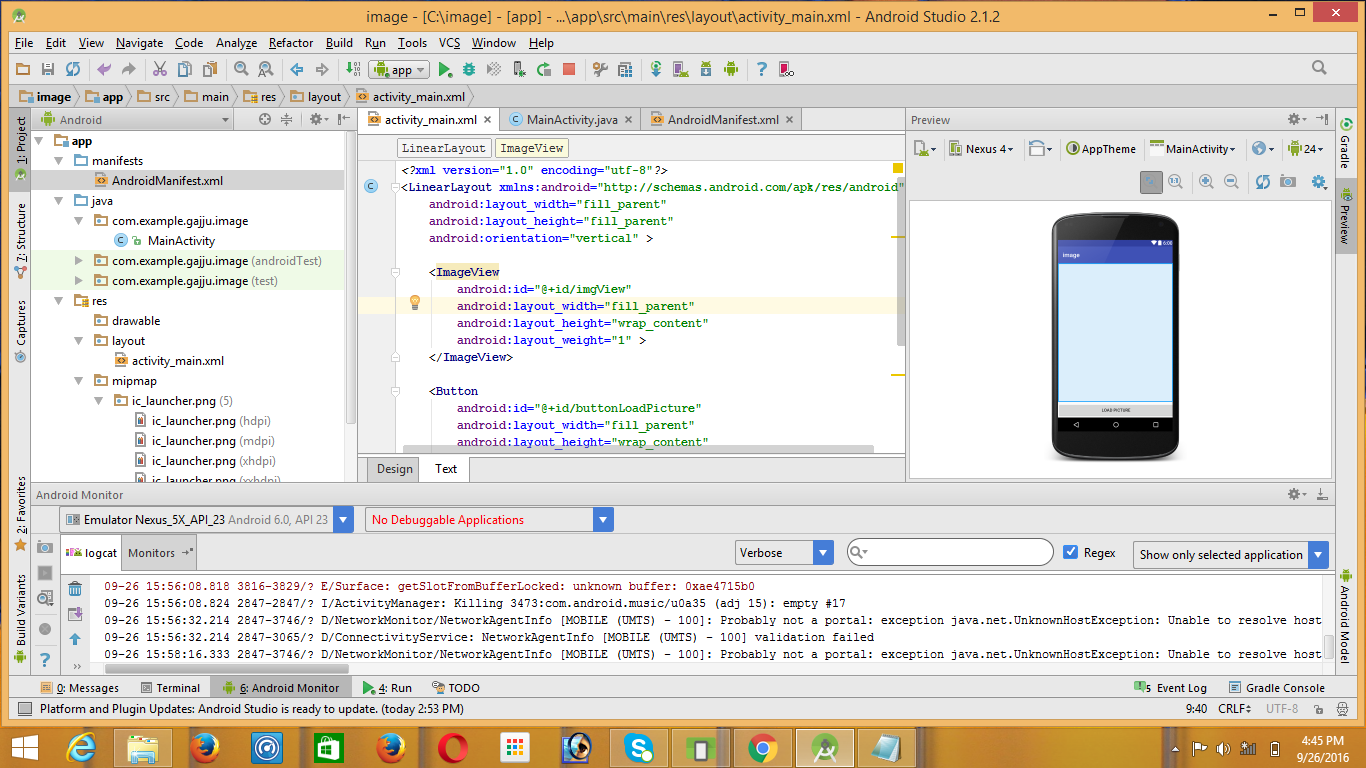 image - [C:\image] - [app] - ...\app\src\main\res\layout\activity_main.xml - Android Studio 2.1.2
File Edit View Navigate Code Analyze Refactor Build Run Tools VCS Window Help
app
image app src main res layout activity_main.xml
1: Project
7: Structure
Captures
2: Favorites
Build Variants
Android
app
manifests
AndroidManifest.xml
java
com.example.gajju.image
MainActivity
com.example.gajju.image (androidTest)
com.example.gajju.image (test)
res
drawable
layout
activity_main.xml
mipmap
ic_launcher.png (5)
ic_launcher.png (hdpi)
ic_launcher.png (mdpi)
ic_launcher.png (xhdpi)
ic_launcher.png (xxhdpi)
activity_main.xml MainActivity.java AndroidManifest.xml
LinearLayout ImageView
<?xml version="1.0" encoding="utf-8"?>
<LinearLayout xmlns:android="http://schemas.android.com/apk/res/android"
android:layout_width="fill_parent"
android:layout_height="fill_parent"
android:orientation="vertical" >
<ImageView
android:id="@+id/imgView"
android:layout_width="fill_parent"
android:layout_height="wrap_content"
android:layout_weight="1" >
</ImageView>
<Button
android:id="@+id/buttonLoadPicture"
android:layout_width="fill_parent"
android:layout_height="wrap_content"
Design Text
Preview
Nexus 4 AppTheme MainActivity 24
1:1
6:00
image
LOAD PICTURE
Gradle
Preview
Android Model
Android Monitor
Emulator Nexus_5X_API_23 Android 6.0, API 23 No Debuggable Applications
logcat Monitors Verbose Regex Show only selected application
09-26 15:56:08.818 3816-3829/? E/Surface: getSlotFromBufferLocked: unknown buffer: 0xae4715b0
09-26 15:56:08.824 2847-2847/? I/ActivityManager: Killing 3473:com.android.music/u0a35 (adj 15): empty #17
09-26 15:56:32.214 2847-3746/? D/NetworkMonitor/NetworkAgentInfo [MOBILE (UMTS) - 100]: Probably not a portal: exception java.net.UnknownHostException: Unable to resolve host
09-26 15:56:32.214 2847-3065/? D/ConnectivityService: NetworkAgentInfo [MOBILE (UMTS) - 100] validation failed
09-26 15:58:16.333 2847-3746/? D/NetworkMonitor/NetworkAgentInfo [MOBILE (UMTS) - 100]: Probably not a portal: exception java.net.UnknownHostException: Unable to resolve host
0: Messages Terminal 6: Android Monitor 4: Run TODO 5 Event Log Gradle Console
Platform and Plugin Updates: Android Studio is ready to update. (today 2:53 PM) 9:40 CRLF UTF-8
4:45 PM
9/26/2016